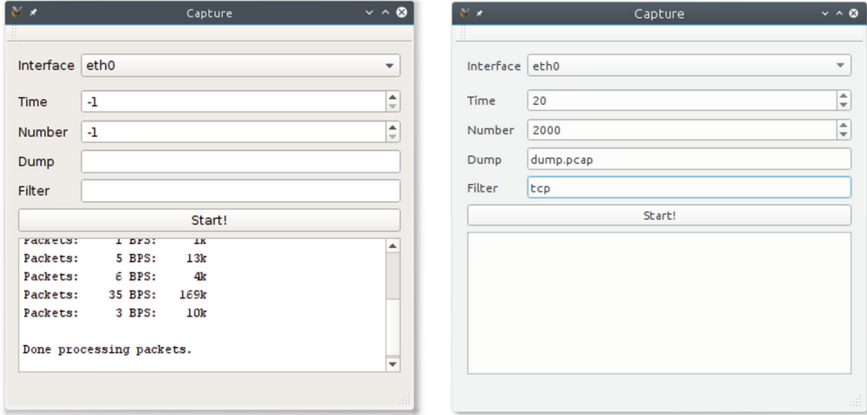 Capture
Interface eth0
Time -1
Number -1
Dump
Filter
Start!
Packets: 1 BPS: 1k
Packets: 5 BPS: 13k
Packets: 6 BPS: 4k
Packets: 35 BPS: 169k
Packets: 3 BPS: 10k
Done processing packets.
Capture
Interface eth0
Time 20
Number 2000
Dump dump.pcap
Filter tcp
Start!